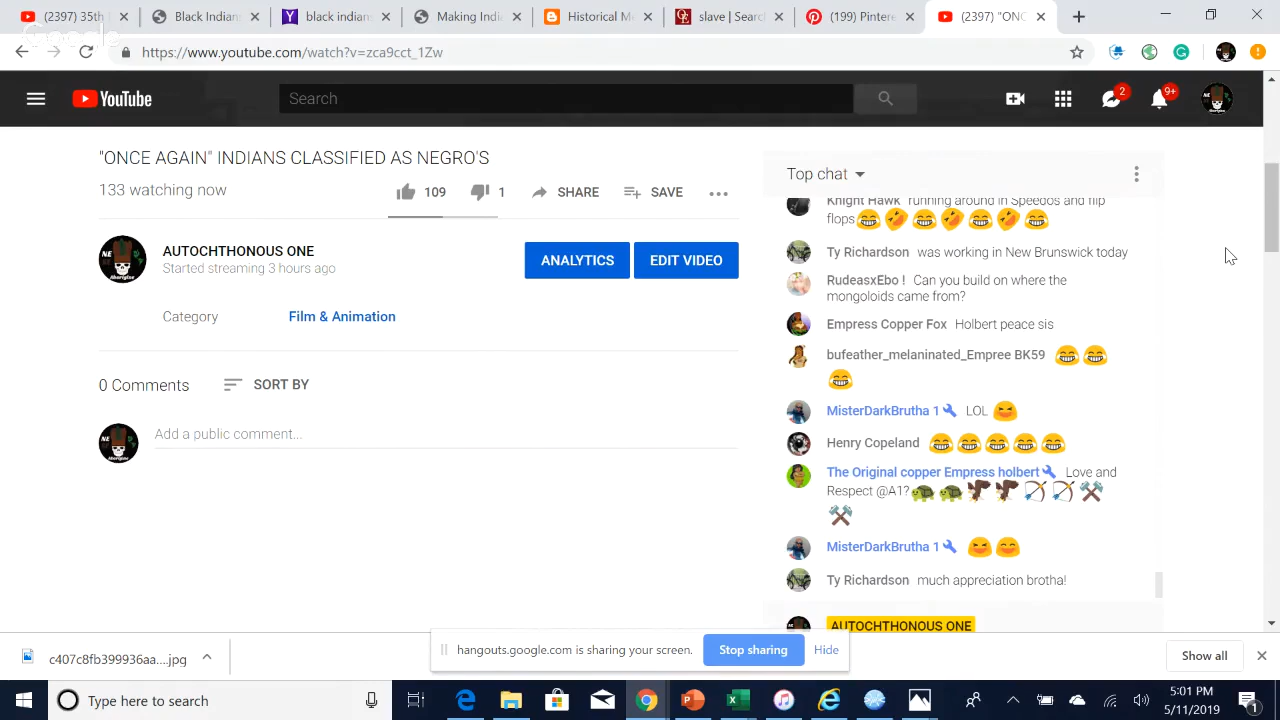 (2397) 35th
Black Indians
black indians
Making Indi
Historical M
slave | Search
(199) Pintere
(2397) "ONC
https://www.youtube.com/watch?v=zca9cct_1Zw
YouTube
Search
2
9+
"ONCE AGAIN" INDIANS CLASSIFIED AS NEGRO'S
133 watching now
109
1
SHARE
SAVE
AUTOCHTHONOUS ONE
Started streaming 3 hours ago
ANALYTICS
EDIT VIDEO
Category
Film & Animation
0 Comments
SORT BY
Add a public comment...
Top chat
Knight Hawk running around in Speedos and flip
flops
Ty Richardson was working in New Brunswick today
RudeasxEbo ! Can you build on where the
mongoloids came from?
Empress Copper Fox Holbert peace sis
bufeather_melaninated_Empree BK59
MisterDarkBrutha 1 LOL
Henry Copeland
The Original copper Empress holbert Love and
Respect @A1?
MisterDarkBrutha 1
Ty Richardson much appreciation brotha!
AUTOCHTHONOUS ONE
hangouts.google.com is sharing your screen.
Stop sharing
Hide
c407c8fb399936aa....jpg
Show all
Type here to search
5:01 PM
5/11/2019
1